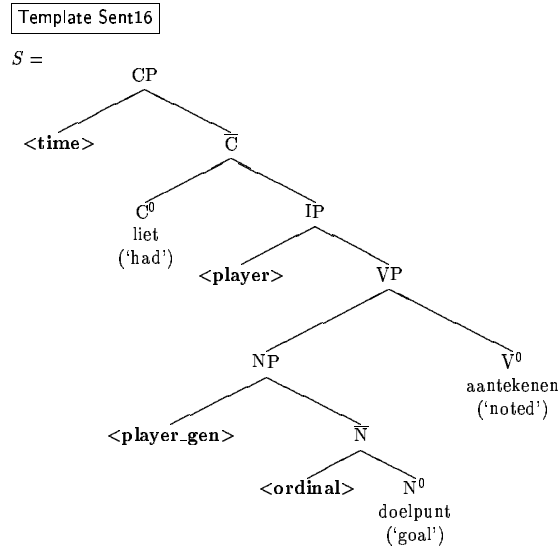 Template Sent16
S =
CP
<time> C̅
C⁰ IP
liet
('had')
<player> VP
NP V⁰
aantekenen
('noted')
<player_gen> N̅
<ordinal> N⁰
doelpunt
('goal')